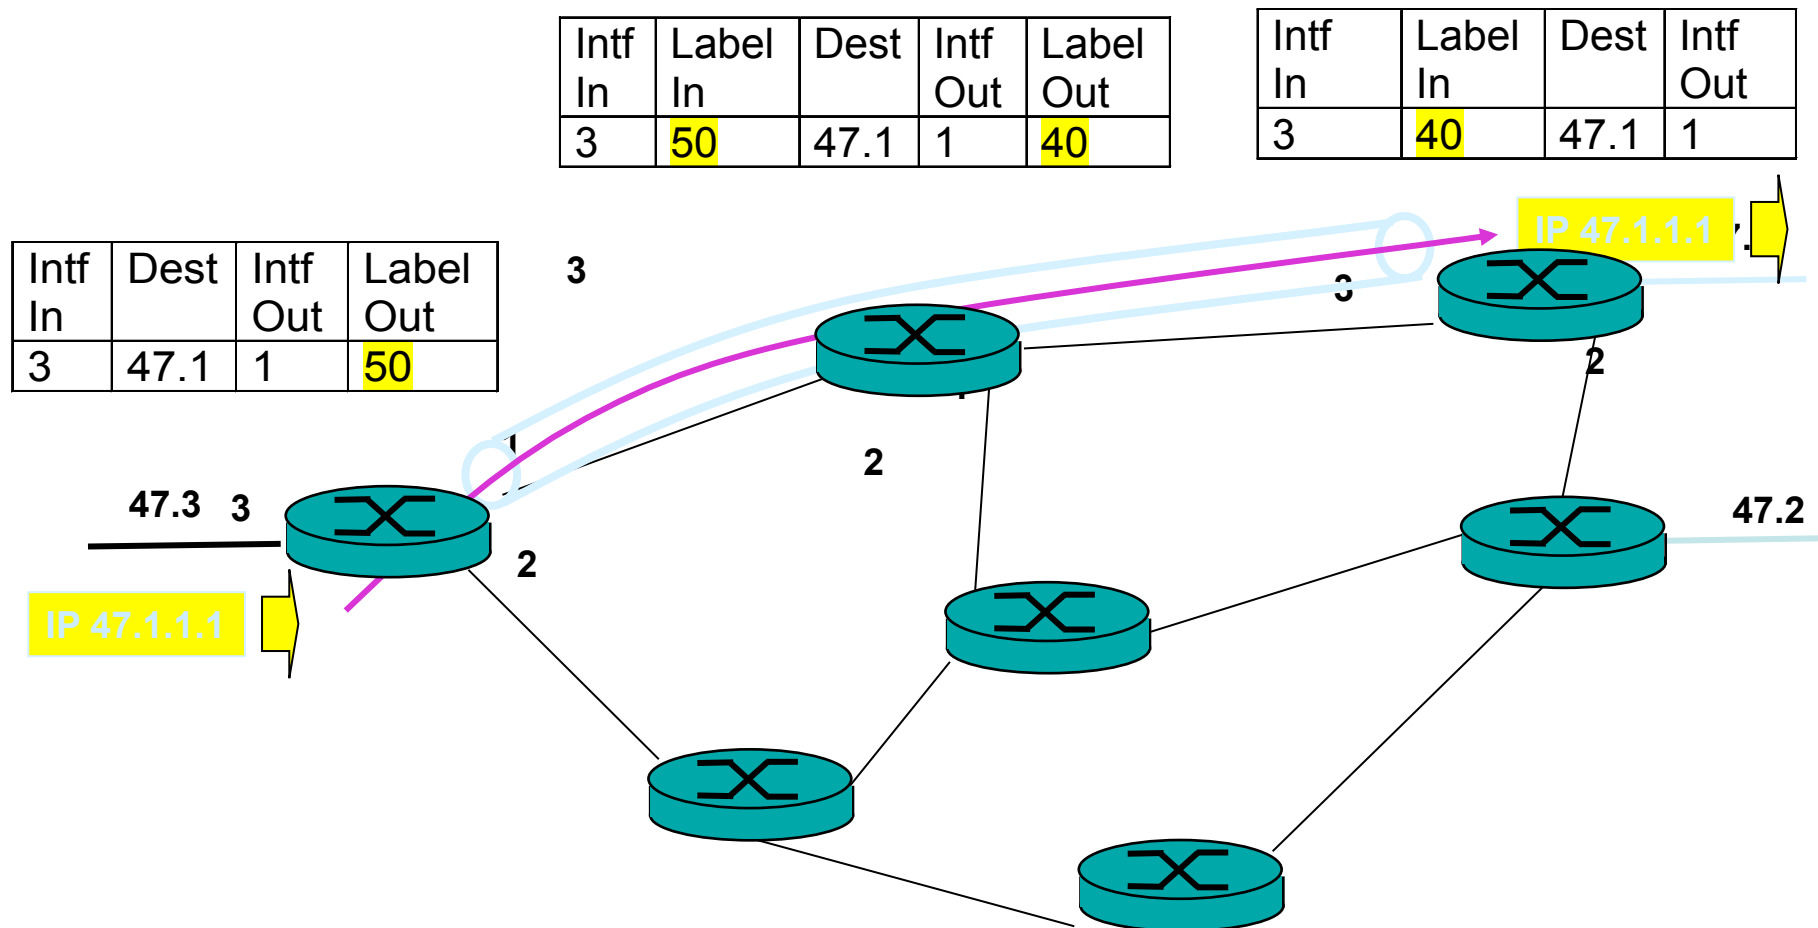 Intf In | Label In | Dest | Intf Out | Label Out
3 | 50 | 47.1 | 1 | 40
Intf In | Label In | Dest | Intf Out
3 | 40 | 47.1 | 1
Intf In | Dest | Intf Out | Label Out
3 | 47.1 | 1 | 50
IP 47.1.1.1
3
3
2
2
47.3
3
47.2
2
IP 47.1.1.1